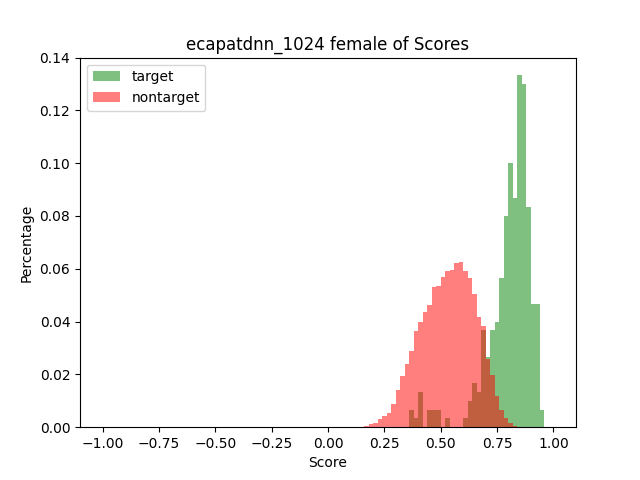 ecapatdnn_1024 female of Scores
target
nontarget
Percentage
0.14
0.12
0.10
0.08
0.06
0.04
0.02
0.00
−1.00 −0.75 −0.50 −0.25 0.00 0.25 0.50 0.75 1.00
Score